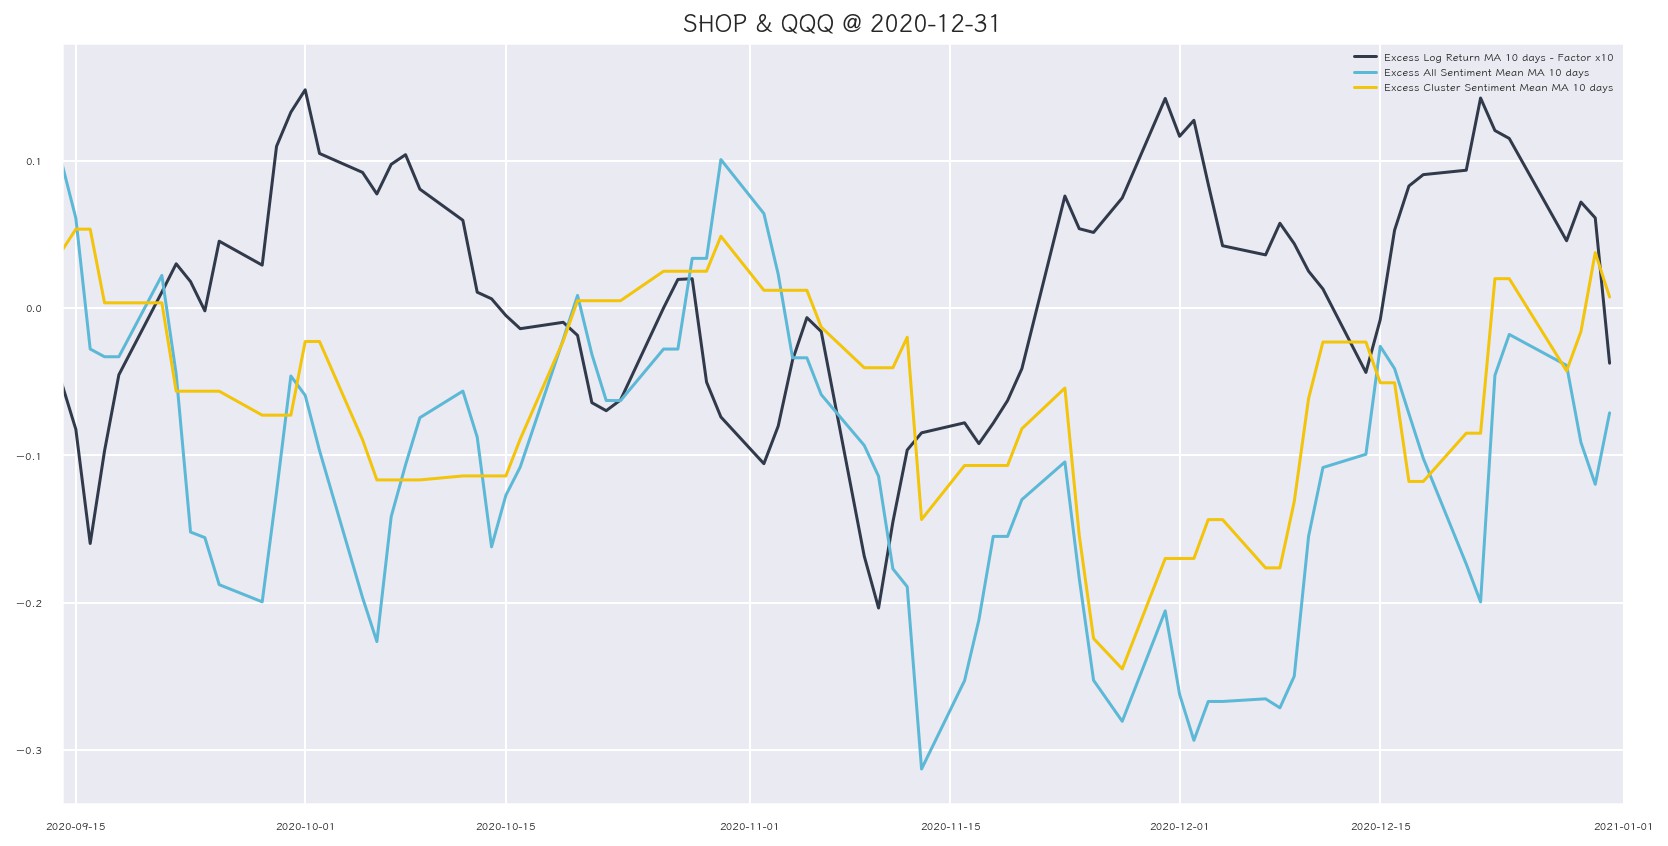 SHOP & QQQ @ 2020-12-31
Excess Log Return MA 10 days - Factor x10
Excess All Sentiment Mean MA 10 days
Excess Cluster Sentiment Mean MA 10 days
0.1
0.0
−0.1
−0.2
−0.3
2020-09-15 2020-10-01 2020-10-15 2020-11-01 2020-11-15 2020-12-01 2020-12-15 2021-01-01